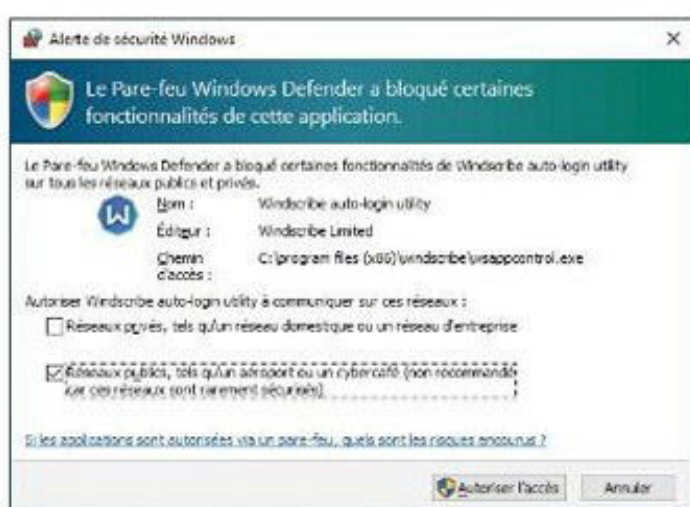 Alerte de sécurité Windows
Le Pare-feu Windows Defender a bloqué certaines
fonctionnalités de cette application.
Le Pare-feu Windows Defender a bloqué certaines fonctionnalités de Windscribe auto-login utility
sur tous les réseaux publics et privés.
Nom : Windscribe auto-login utility
Éditeur : Windscribe Limited
Chemin C:\program files (x86)\windscribe\wsappcontrol.exe
d'accès :
Autoriser Windscribe auto-login utility à communiquer sur ces réseaux :
Réseaux privés, tels qu'un réseau domestique ou un réseau d'entreprise
Réseaux publics, tels qu'un aéroport ou un cybercafé (non recommandé
car ces réseaux sont rarement sécurisés)
Si les applications sont autorisées via un pare-feu, quels sont les risques encourus ?
Autoriser l'accès Annuler